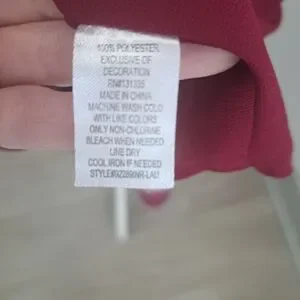 100% POLYESTER
EXCLUSIVE OF
DECORATION
RN#131335
MADE IN CHINA
MACHINE WASH COLD
WITH LIKE COLORS
ONLY NON-CHLORINE
BLEACH WHEN NEEDED
LINE DRY
COOL IRON IF NEEDED